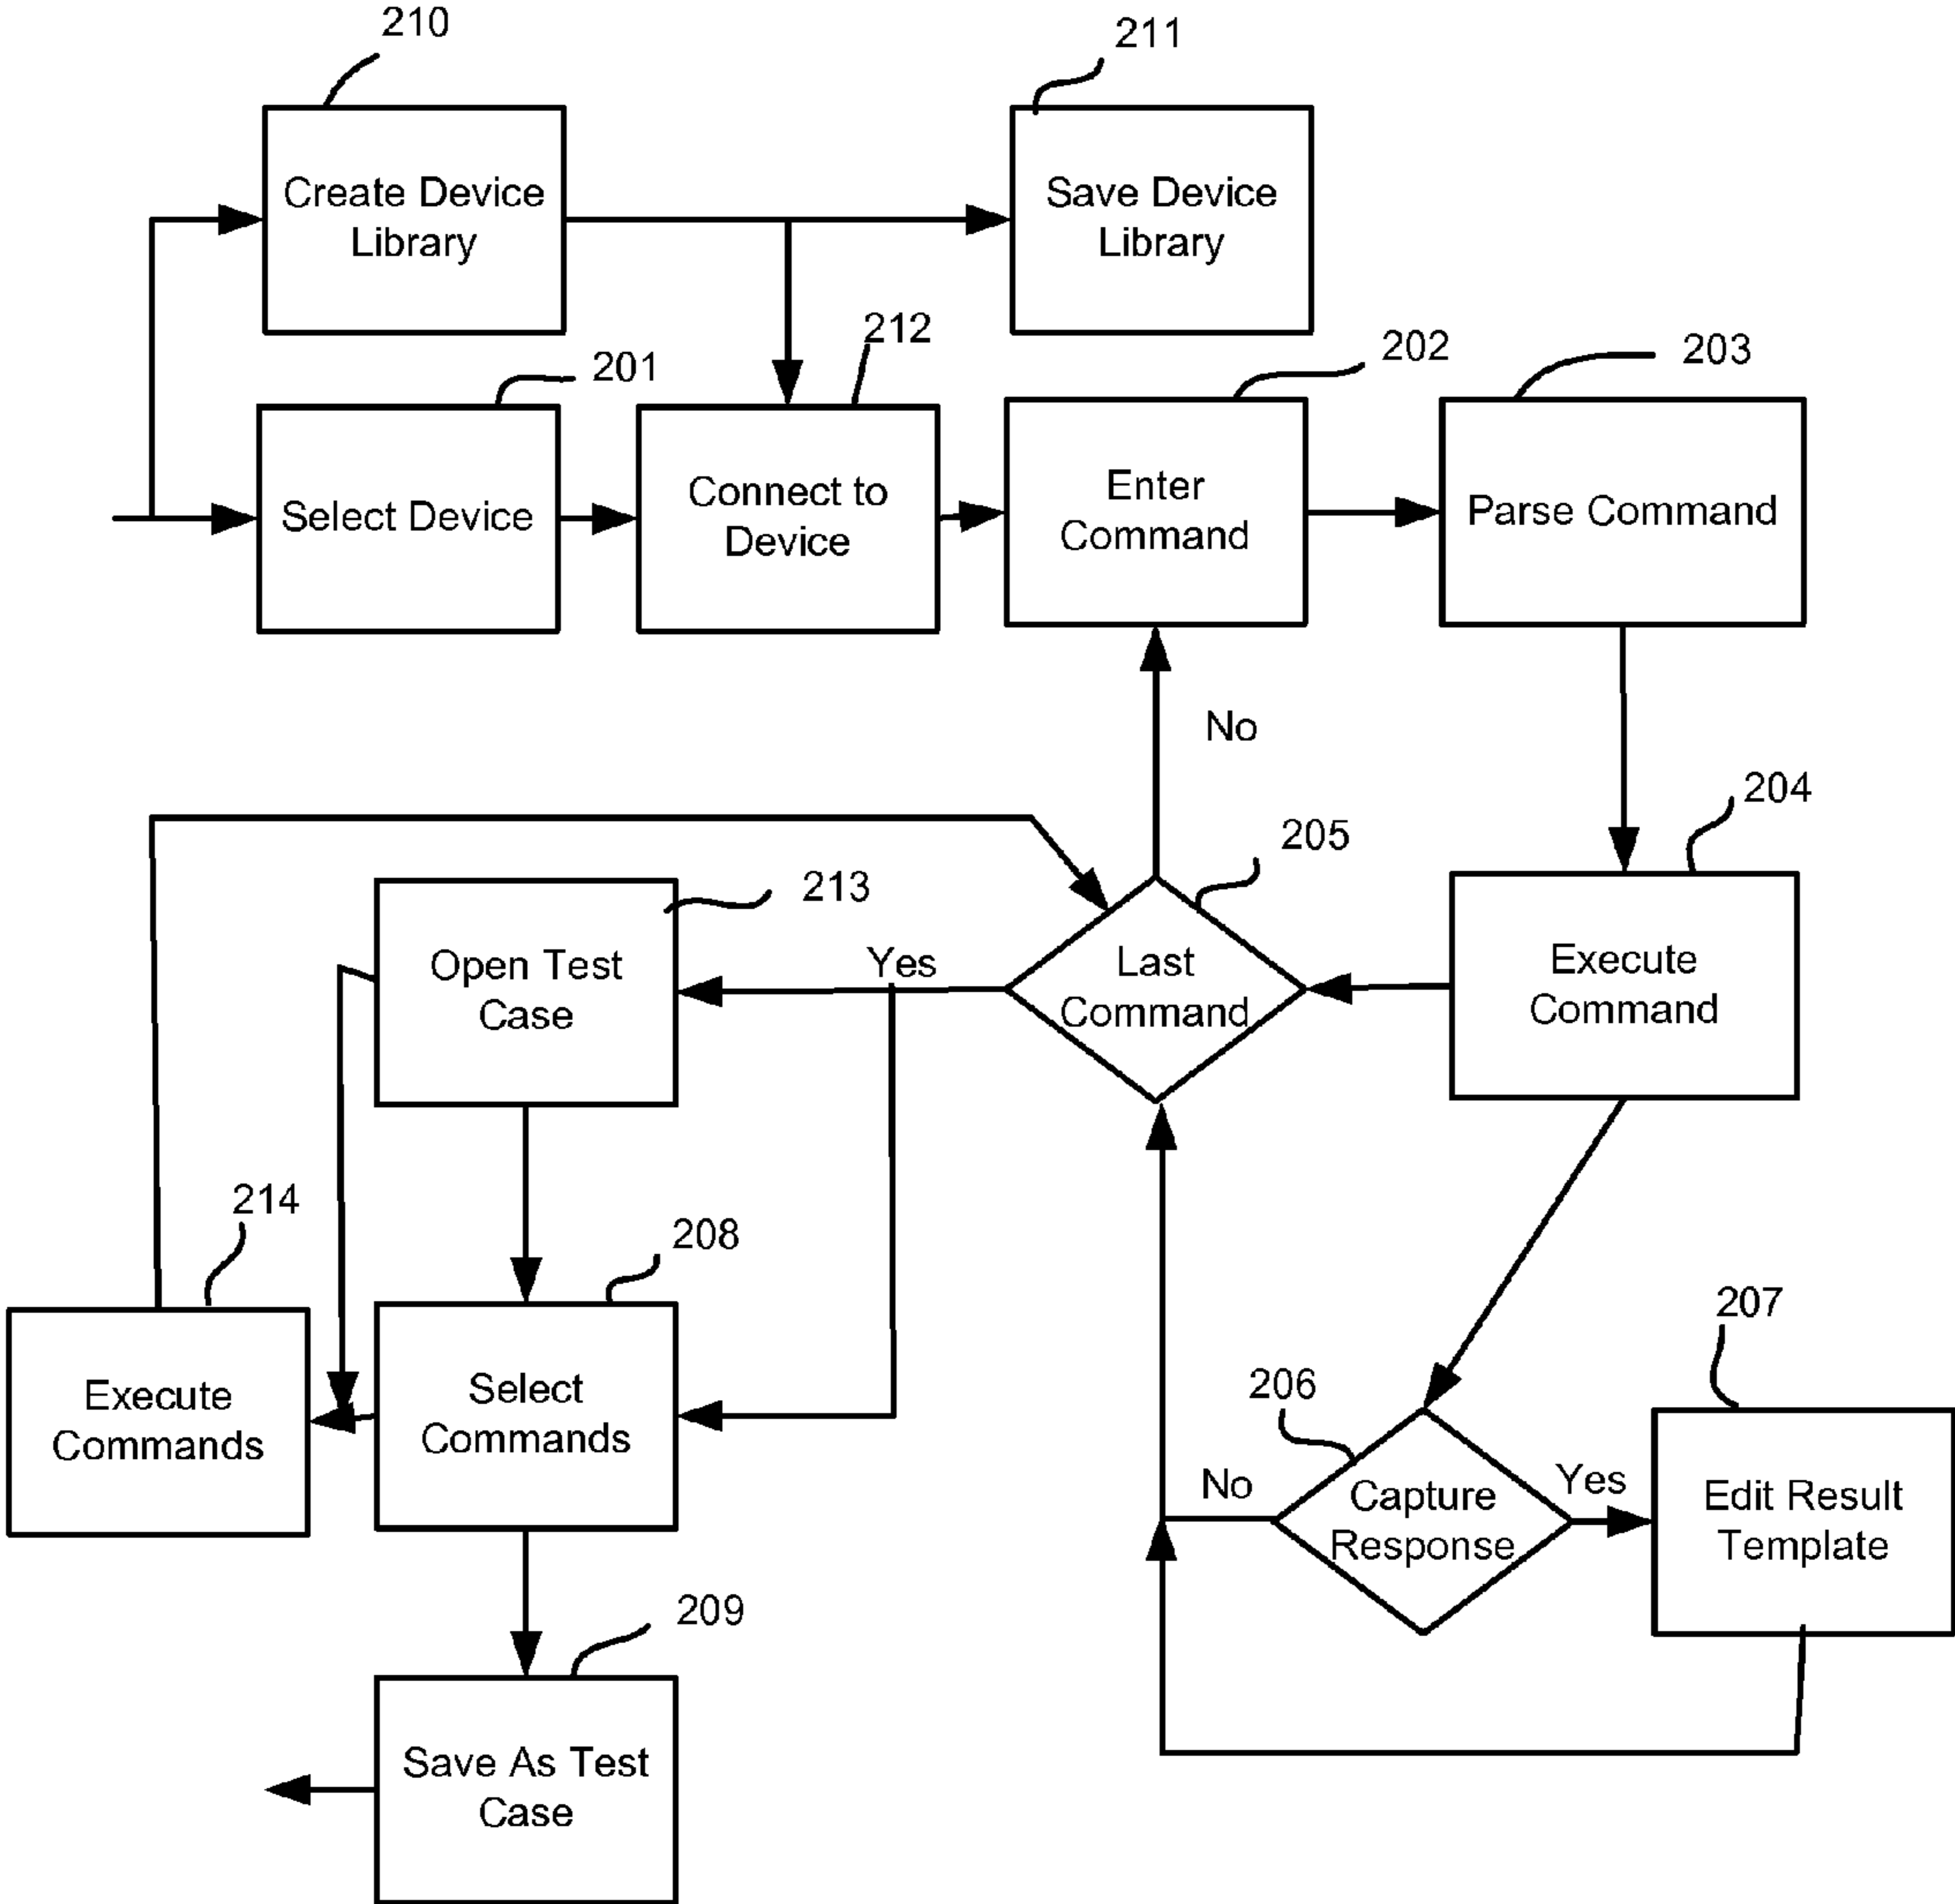 210
211
Create Device
Library
Save Device
Library
212
202
203
201
Select Device
Connect to
Device
Enter
Command
Parse Command
No
204
205
213
Open Test
Case
Yes
Last
Command
Execute
Command
214
208
207
206
Execute
Commands
Select
Commands
No
Capture
Response
Yes
Edit Result
Template
209
Save As Test
Case